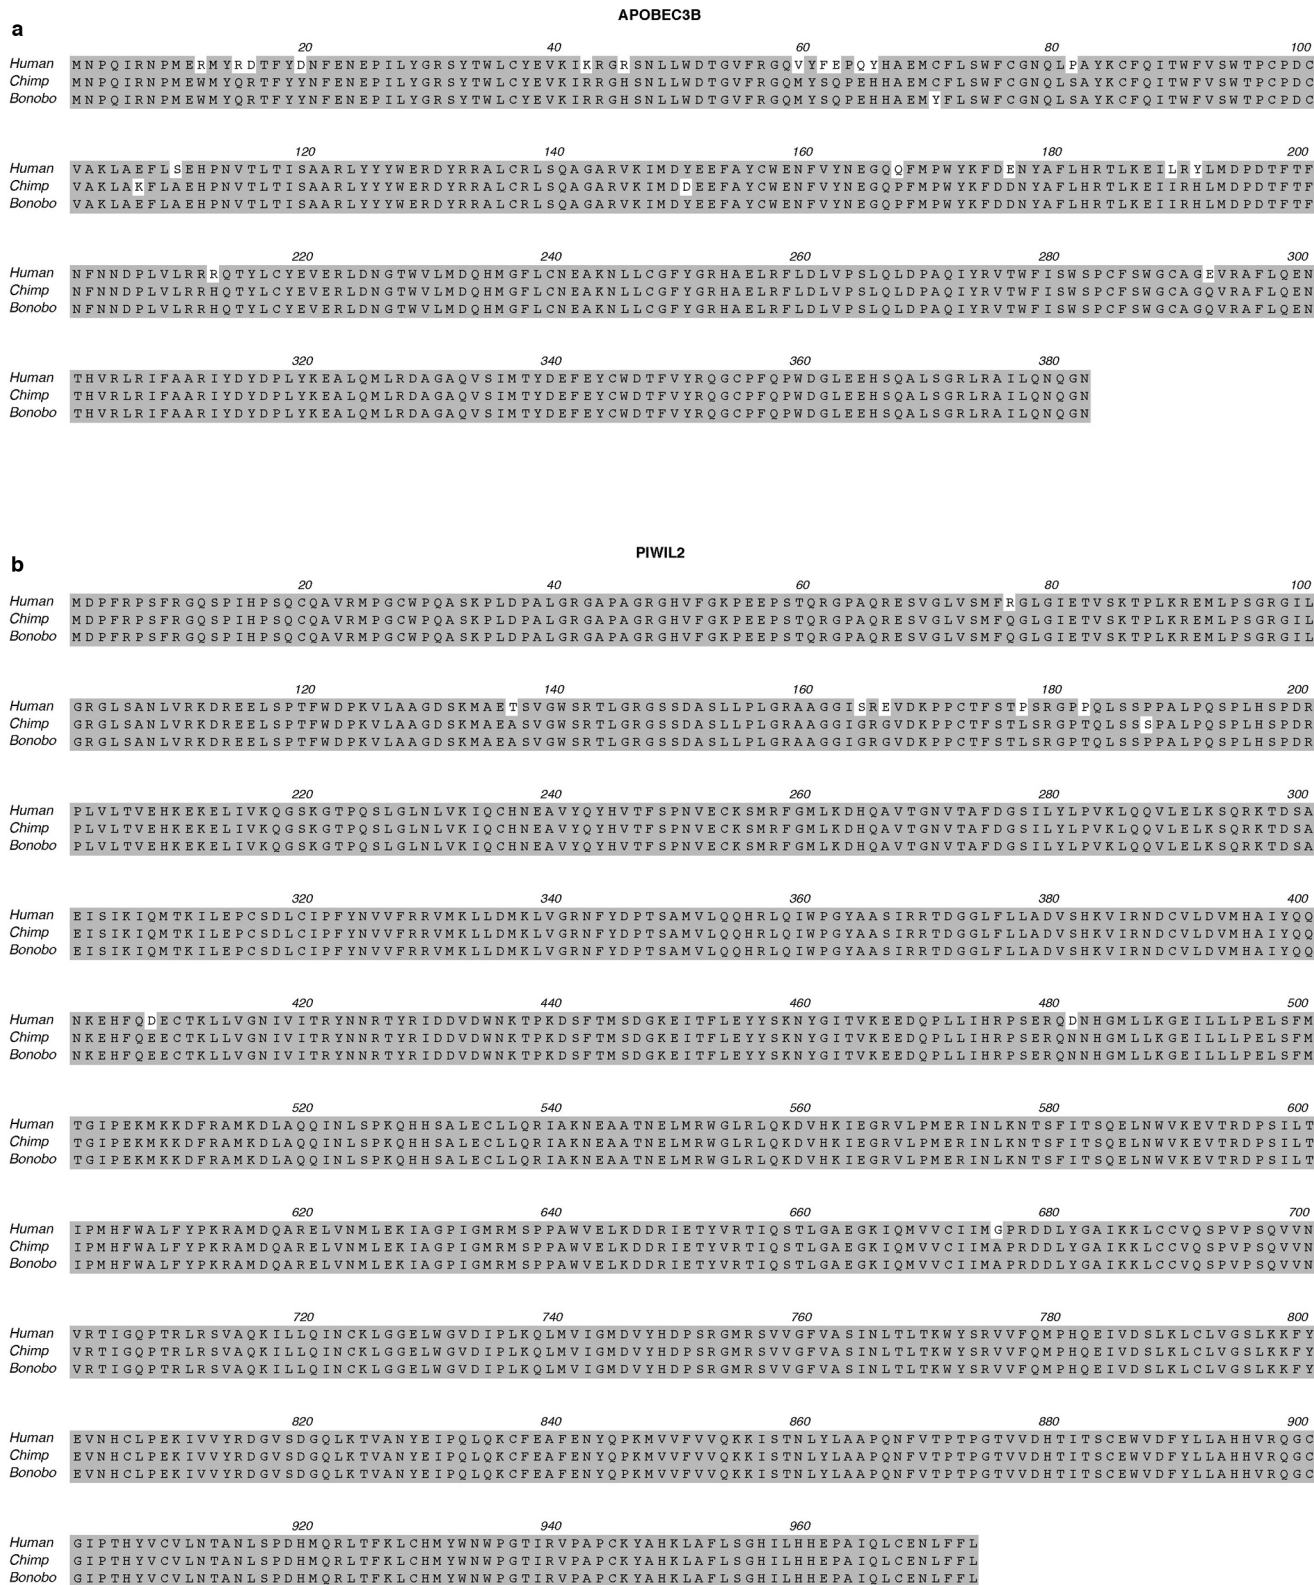 APOBEC3B
a
20 40 60 80 100
Human MNPQIRNPMERMYRDTFYDNFENEPILYGRSYTWLCYEVKIKRGRSNLLWDTGVFRGQVYFEPQYHAEMCFLSWFCGNQLPAYKCFQITWFVSWTPCPDC
Chimp MNPQIRNPMEWMYQRTFYYNFENEPILYGRSYTWLCYEVKIRRGHSNLLWDTGVFRGQMYSQPEHHAEMCFLSWFCGNQLSAYKCFQITWFVSWTPCPDC
Bonobo MNPQIRNPMEWMYQRTFYYNFENEPILYGRSYTWLCYEVKIRRGHSNLLWDTGVFRGQMYSQPEHHAEMYFLSWFCGNQLSAYKCFQITWFVSWTPCPDC
120 140 160 180 200
Human VAKLAEFLSEHPNVTLTISAARLYYYWERDYRRALCRLSQAGARVKIMDYEEFAYCWENFVYNEGQQFMPWYKFDENYAFLHRTLKEILRYLMDPDTFTF
Chimp VAKLAKFLAEHPNVTLTISAARLYYYWERDYRRALCRLSQAGARVKIMDDEEFAYCWENFVYNEGQPFMPWYKFDDNYAFLHRTLKEIIRHLMDPDTFTF
Bonobo VAKLAEFLAEHPNVTLTISAARLYYYWERDYRRALCRLSQAGARVKIMDYEEFAYCWENFVYNEGQPFMPWYKFDDNYAFLHRTLKEIIRHLMDPDTFTF
220 240 260 280 300
Human NFNNDPLVLRRRQTYLCYEVERLDNGTWVLMDQHMGFLCNEAKNLLCGFYGRHAELRFLDLVPSLQLDPAQIYRVTWFISWSPCFSWGCAGEVRAFLQEN
Chimp NFNNDPLVLRRHQTYLCYEVERLDNGTWVLMDQHMGFLCNEAKNLLCGFYGRHAELRFLDLVPSLQLDPAQIYRVTWFISWSPCFSWGCAGQVRAFLQEN
Bonobo NFNNDPLVLRRHQTYLCYEVERLDNGTWVLMDQHMGFLCNEAKNLLCGFYGRHAELRFLDLVPSLQLDPAQIYRVTWFISWSPCFSWGCAGQVRAFLQEN
320 340 360 380
Human THVRLRIFAARIYDYDPLYKEALQMLRDAGAQVSIMTYDEFEYCWDTFVYRQGCPFQPWDGLEEHSQALSGRLRAILQNQGN
Chimp THVRLRIFAARIYDYDPLYKEALQMLRDAGAQVSIMTYDEFEYCWDTFVYRQGCPFQPWDGLEEHSQALSGRLRAILQNQGN
Bonobo THVRLRIFAARIYDYDPLYKEALQMLRDAGAQVSIMTYDEFEYCWDTFVYRQGCPFQPWDGLEEHSQALSGRLRAILQNQGN
PIWIL2
b
20 40 60 80 100
Human MDPFRPSFRGQSPIHPSQCQAVRMPGCWPQASKPLDPALGRGAPAGRGHVFGKPEEPSTQRGPAQRESVGLVSMFRGLGIETVSKTPLKREMLPSGRGIL
Chimp MDPFRPSFRGQSPIHPSQCQAVRMPGCWPQASKPLDPALGRGAPAGRGHVFGKPEEPSTQRGPAQRESVGLVSMFQGLGIETVSKTPLKREMLPSGRGIL
Bonobo MDPFRPSFRGQSPIHPSQCQAVRMPGCWPQASKPLDPALGRGAPAGRGHVFGKPEEPSTQRGPAQRESVGLVSMFQGLGIETVSKTPLKREMLPSGRGIL
120 140 160 180 200
Human GRGLSANLVRKDREELSPTFWDPKVLAAGDSKMAETSVGWSRTLGRGSSDASLLPLGRAAGGISREVDKPPCTFSTPSRGPPQLSSPPALPQSPLHSPDR
Chimp GRGLSANLVRKDREELSPTFWDPKVLAAGDSKMAEASVGWSRTLGRGSSDASLLPLGRAAGGIGRGVDKPPCTFSTLSRGPTQLSSSPALPQSPLHSPDR
Bonobo GRGLSANLVRKDREELSPTFWDPKVLAAGDSKMAEASVGWSRTLGRGSSDASLLPLGRAAGGIGRGVDKPPCTFSTLSRGPTQLSSPPALPQSPLHSPDR
220 240 260 280 300
Human PLVLTVEHKEKELIVKQGSKGTPQSLGLNLVKIQCHNEAVYQYHVTFSPNVECKSMRFGMLKDHQAVTGNVTAFDGSILYLPVKLQQVLELKSQRKTDSA
Chimp PLVLTVEHKEKELIVKQGSKGTPQSLGLNLVKIQCHNEAVYQYHVTFSPNVECKSMRFGMLKDHQAVTGNVTAFDGSILYLPVKLQQVLELKSQRKTDSA
Bonobo PLVLTVEHKEKELIVKQGSKGTPQSLGLNLVKIQCHNEAVYQYHVTFSPNVECKSMRFGMLKDHQAVTGNVTAFDGSILYLPVKLQQVLELKSQRKTDSA
320 340 360 380 400
Human EISIKIQMTKILEPCSDLCIPFYNVVFRRVMKLLDMKLVGRNFYDPTSAMVLQQHRLQIWPGYAASIRRTDGGLFLLADVSHKVIRNDCVLDVMHAIYQQ
Chimp EISIKIQMTKILEPCSDLCIPFYNVVFRRVMKLLDMKLVGRNFYDPTSAMVLQQHRLQIWPGYAASIRRTDGGLFLLADVSHKVIRNDCVLDVMHAIYQQ
Bonobo EISIKIQMTKILEPCSDLCIPFYNVVFRRVMKLLDMKLVGRNFYDPTSAMVLQQHRLQIWPGYAASIRRTDGGLFLLADVSHKVIRNDCVLDVMHAIYQQ
420 440 460 480 500
Human NKEHFQDECTKLLVGNIVITRYNNRTYRIDDVDWNKTPKDSFTMSDGKEITFLEYYSKNYGITVKEEDQPLLIHRPSERQDNHGMLLKGEILLLPELSFM
Chimp NKEHFQEECTKLLVGNIVITRYNNRTYRIDDVDWNKTPKDSFTMSDGKEITFLEYYSKNYGITVKEEDQPLLIHRPSERQNNHGMLLKGEILLLPELSFM
Bonobo NKEHFQEECTKLLVGNIVITRYNNRTYRIDDVDWNKTPKDSFTMSDGKEITFLEYYSKNYGITVKEEDQPLLIHRPSERQNNHGMLLKGEILLLPELSFM
520 540 560 580 600
Human TGIPEKMKKDFRAMKDLAQQINLSPKQHHSALECLLQRIAKNEAATNELMRWGLRLQKDVHKIEGRVLPMERINLKNTSFITSQELNWVKEVTRDPSILT
Chimp TGIPEKMKKDFRAMKDLAQQINLSPKQHHSALECLLQRIAKNEAATNELMRWGLRLQKDVHKIEGRVLPMERINLKNTSFITSQELNWVKEVTRDPSILT
Bonobo TGIPEKMKKDFRAMKDLAQQINLSPKQHHSALECLLQRIAKNEAATNELMRWGLRLQKDVHKIEGRVLPMERINLKNTSFITSQELNWVKEVTRDPSILT
620 640 660 680 700
Human IPMHFWALFYPKRAMDQARELVNMLEKIAGPIGMRMSPPAWVELKDDRIETYVRTIQSTLGAEGKIQMVVCIIMGPRDDLYGAIKKLCCVQSPVPSQVVN
Chimp IPMHFWALFYPKRAMDQARELVNMLEKIAGPIGMRMSPPAWVELKDDRIETYVRTIQSTLGAEGKIQMVVCIIMAPRDDLYGAIKKLCCVQSPVPSQVVN
Bonobo IPMHFWALFYPKRAMDQARELVNMLEKIAGPIGMRMSPPAWVELKDDRIETYVRTIQSTLGAEGKIQMVVCIIMAPRDDLYGAIKKLCCVQSPVPSQVVN
720 740 760 780 800
Human VRTIGQPTRLRSVAQKILLQINCKLGGELWGVDIPLKQLMVIGMDVYHDPSRGMRSVVGFVASINLTLTKWYSRVVFQMPHQEIVDSLKLCLVGSLKKFY
Chimp VRTIGQPTRLRSVAQKILLQINCKLGGELWGVDIPLKQLMVIGMDVYHDPSRGMRSVVGFVASINLTLTKWYSRVVFQMPHQEIVDSLKLCLVGSLKKFY
Bonobo VRTIGQPTRLRSVAQKILLQINCKLGGELWGVDIPLKQLMVIGMDVYHDPSRGMRSVVGFVASINLTLTKWYSRVVFQMPHQEIVDSLKLCLVGSLKKFY
820 840 860 880 900
Human EVNHCLPEKIVVYRDGVSDGQLKTVANYEIPQLQKCFEAFENYQPKMVVFVVQKKISTNLYLAAPQNFVTPTPGTVVDHTITSCEWVDFYLLAHHVRQGC
Chimp EVNHCLPEKIVVYRDGVSDGQLKTVANYEIPQLQKCFEAFENYQPKMVVFVVQKKISTNLYLAAPQNFVTPTPGTVVDHTITSCEWVDFYLLAHHVRQGC
Bonobo EVNHCLPEKIVVYRDGVSDGQLKTVANYEIPQLQKCFEAFENYQPKMVVFVVQKKISTNLYLAAPQNFVTPTPGTVVDHTITSCEWVDFYLLAHHVRQGC
920 940 960
Human GIPTHYVCVLNTANLSPDHMQRLTFKLCHMYWNWPGTIRVPAPCKYAHKLAFLSGHILHHEPAIQLCENLFFL
Chimp GIPTHYVCVLNTANLSPDHMQRLTFKLCHMYWNWPGTIRVPAPCKYAHKLAFLSGHILHHEPAIQLCENLFFL
Bonobo GIPTHYVCVLNTANLSPDHMQRLTFKLCHMYWNWPGTIRVPAPCKYAHKLAFLSGHILHHEPAIQLCENLFFL